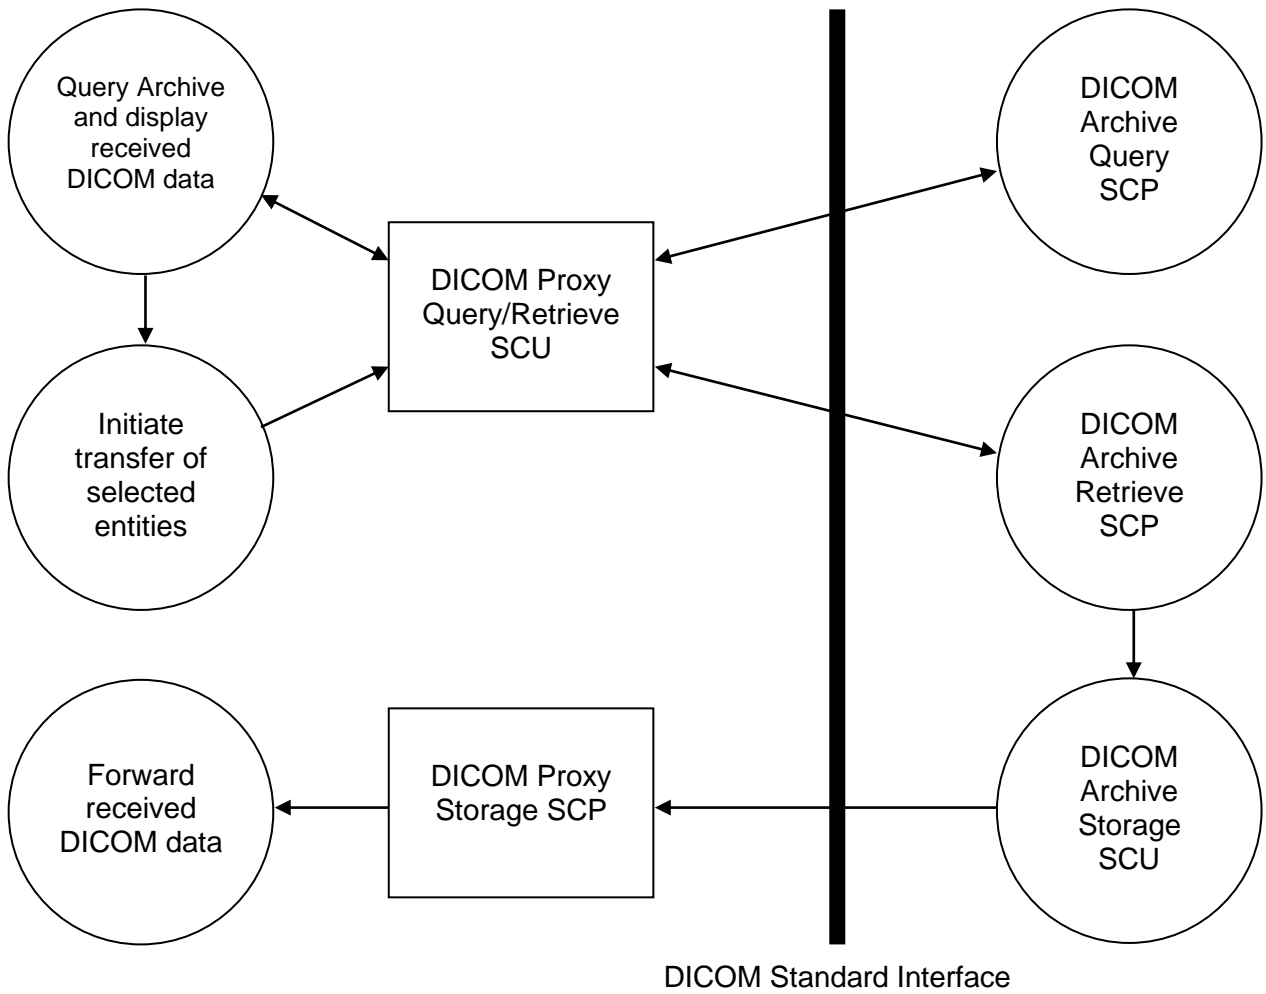 Query Archive
and display
received
DICOM data
DICOM
Archive
Query
SCP
DICOM Proxy
Query/Retrieve
SCU
Initiate
transfer of
selected
entities
DICOM
Archive
Retrieve
SCP
Forward
received
DICOM data
DICOM Proxy
Storage SCP
DICOM
Archive
Storage
SCU
DICOM Standard Interface